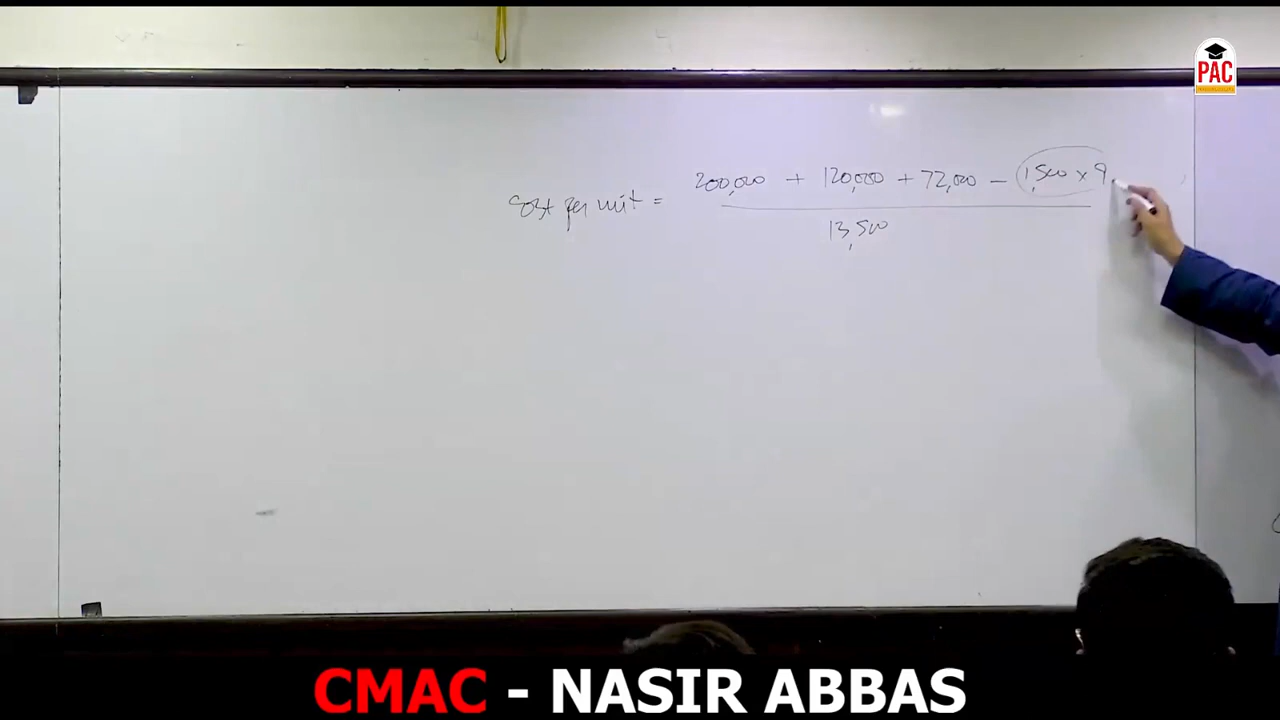 PAC
200,000 + 120,000 + 72,000 - 1,500 x 9
Cost per unit =
13,500
CMAC - NASIR ABBAS